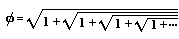 ϕ = √(1 + √(1 + √(1 + √(1 + ···